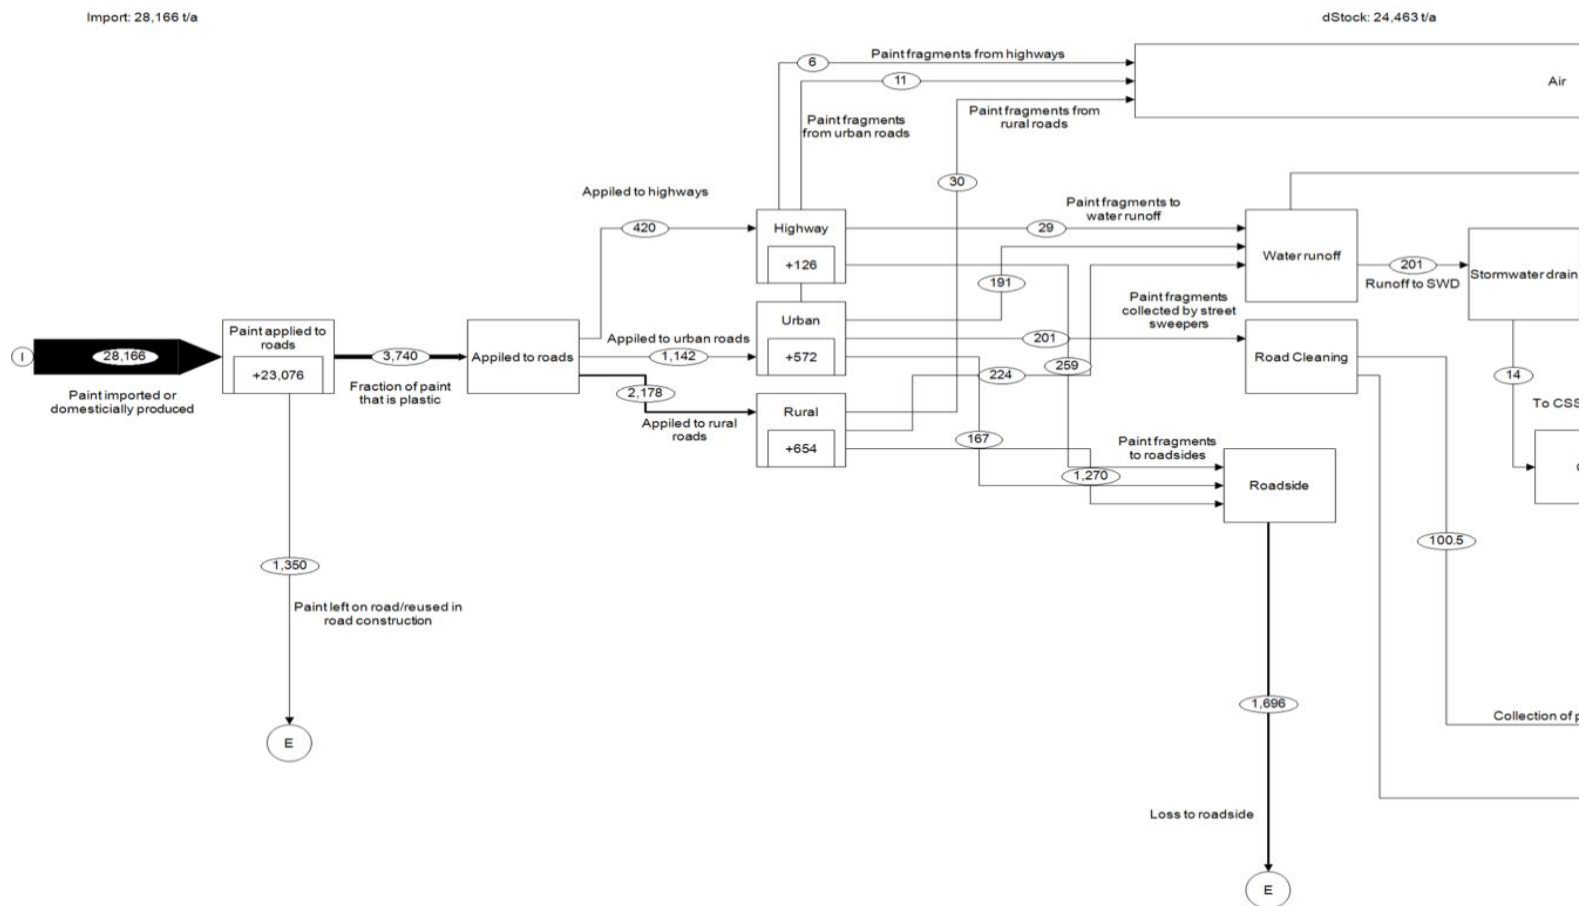 Import: 28,166 t/a
dStock: 24,463 t/a
6
Paint fragments from highways
11
Air
Paint fragments
from urban roads
Paint fragments from
rural roads
30
Appiled to highways
420
Highway
+126
Paint fragments to
water runoff
29
191
Water runoff
201
Runoff to SWD
Stormwater drain
I
28,166
Paint imported or
domesticially produced
Paint applied to
roads
+23,076
3,740
Fraction of paint
that is plastic
Appiled to roads
Appiled to urban roads
1,142
2,178
Appiled to rural
roads
Urban
+572
Paint fragments
collected by street
sweepers
201
259
224
Road Cleaning
14
To CSS
Rural
+654
167
Paint fragments
to roadsides
1,270
Roadside
100.5
1,350
Paint left on road/reused in
road construction
E
1,696
Collection of p
Loss to roadside
E